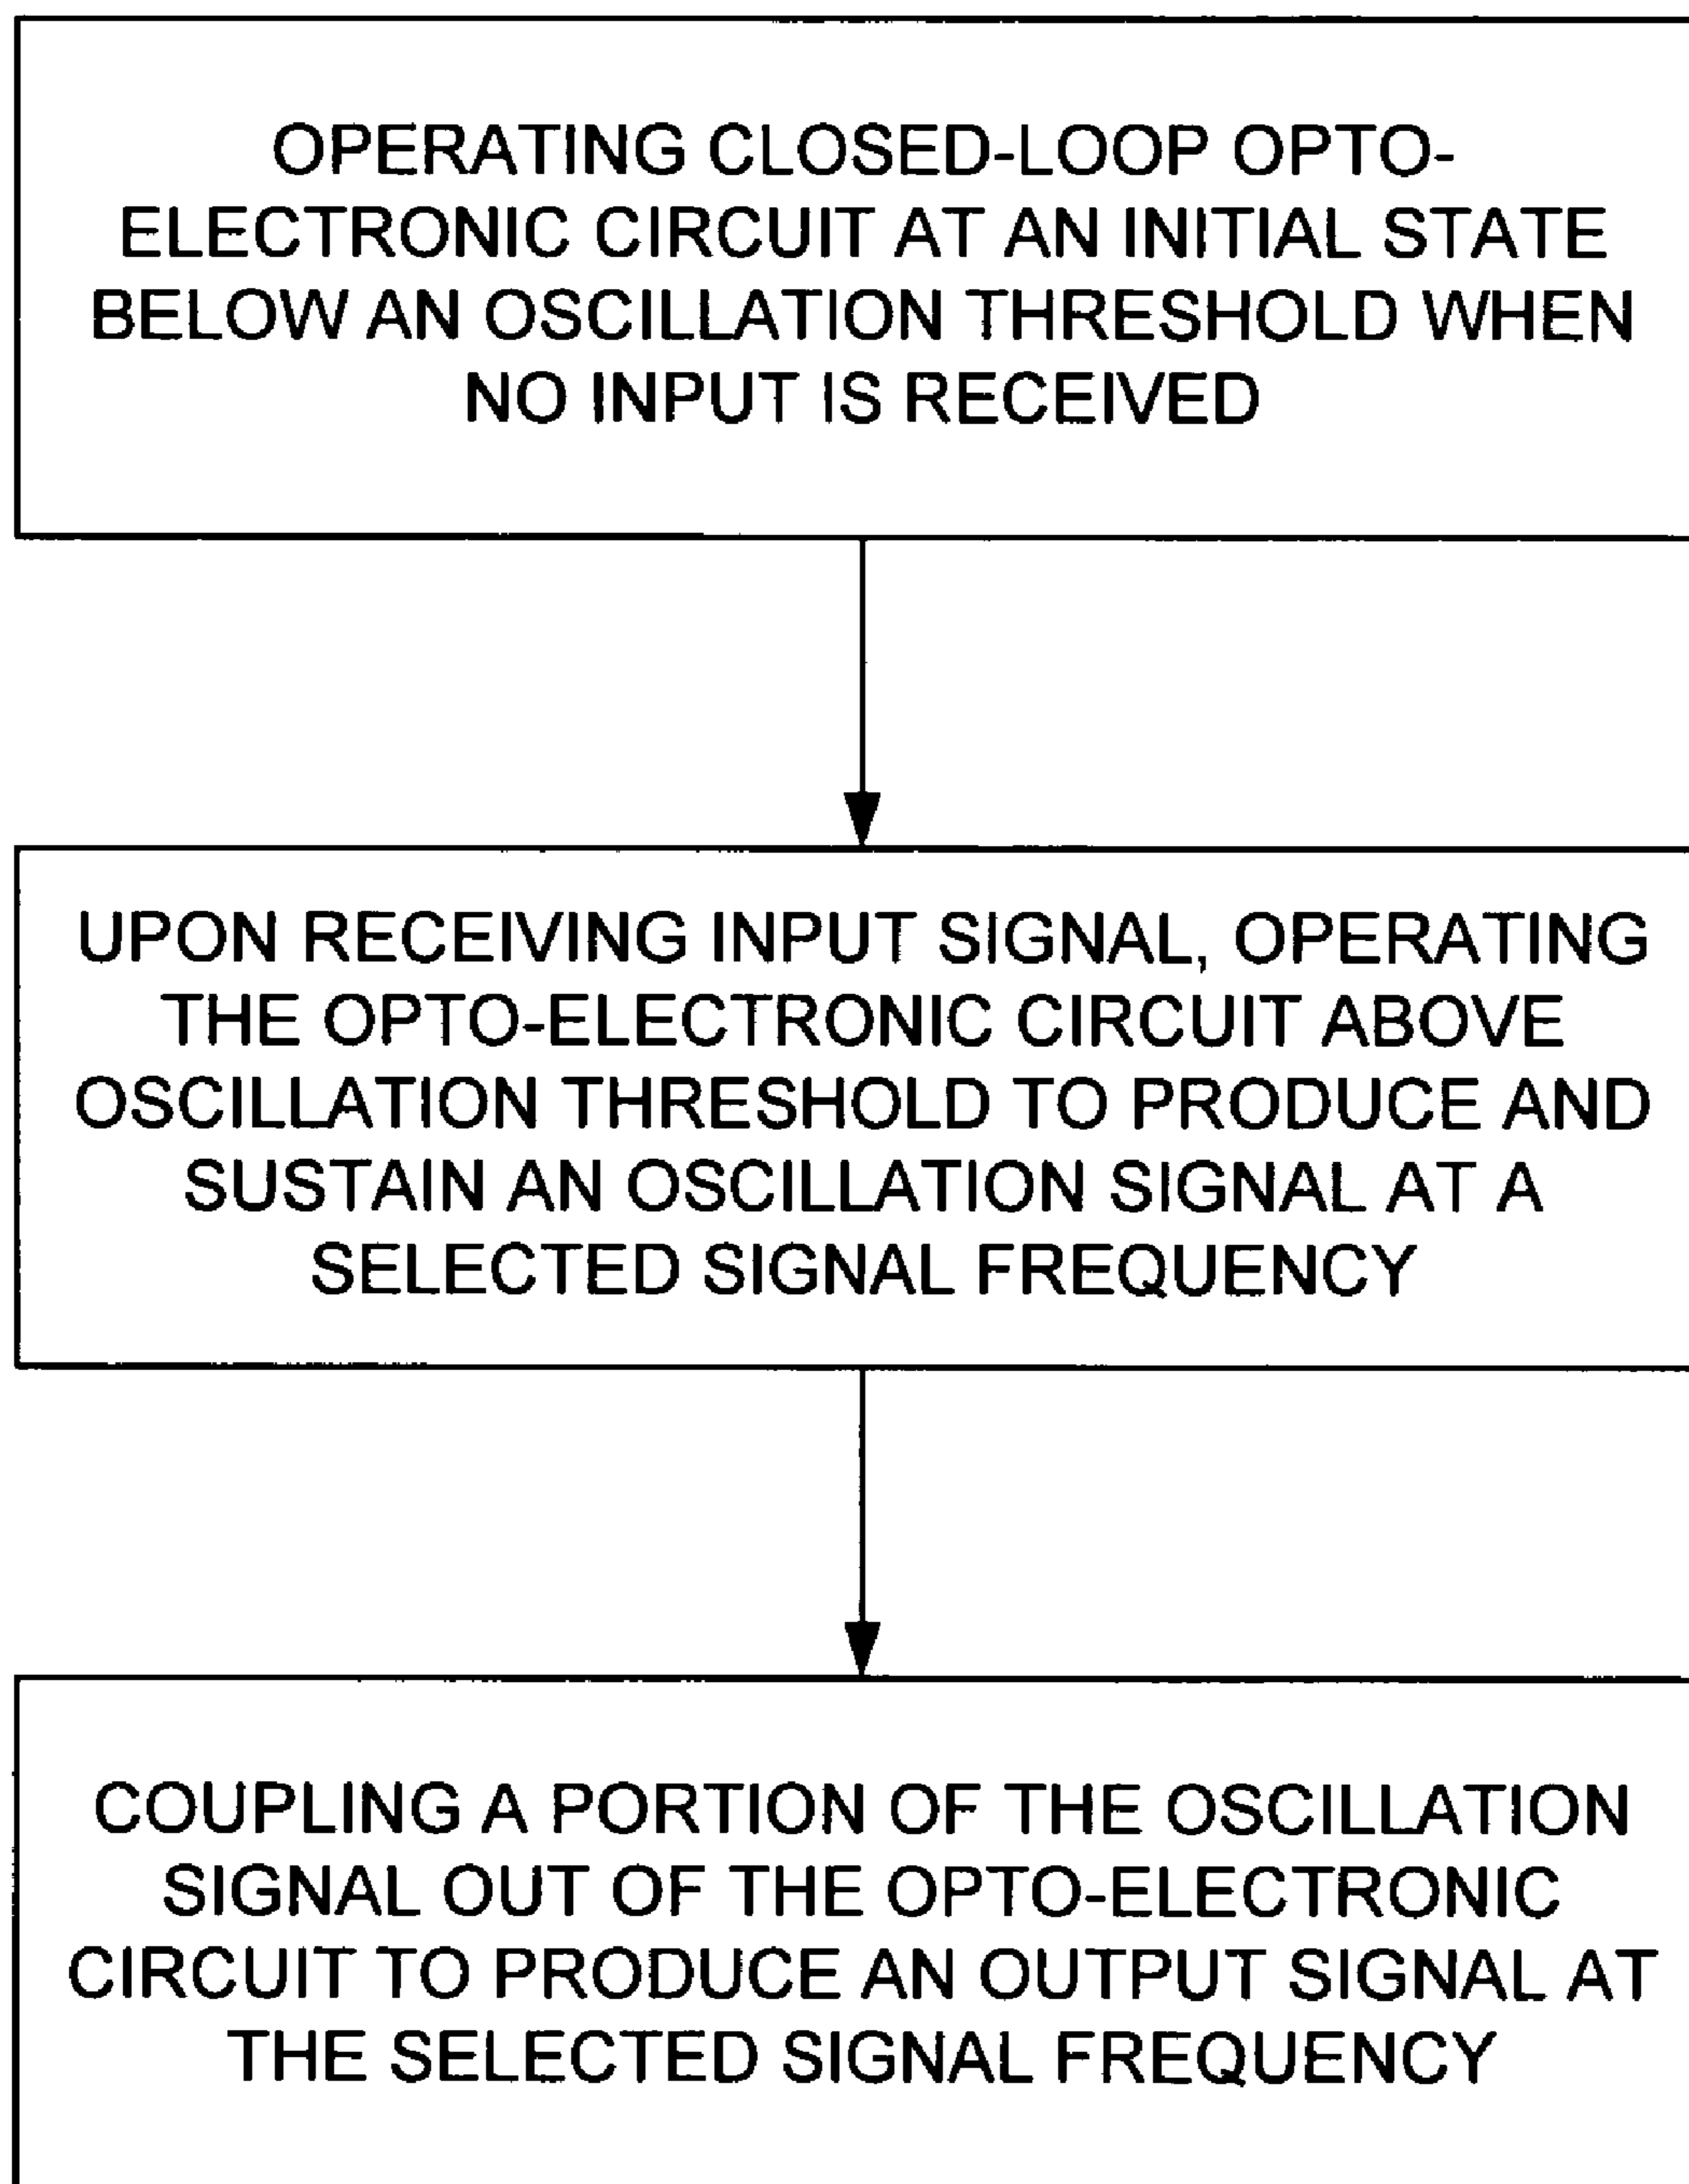 OPERATING CLOSED-LOOP OPTO-
ELECTRONIC CIRCUIT AT AN INITIAL STATE
BELOW AN OSCILLATION THRESHOLD WHEN
NO INPUT IS RECEIVED
UPON RECEIVING INPUT SIGNAL, OPERATING
THE OPTO-ELECTRONIC CIRCUIT ABOVE
OSCILLATION THRESHOLD TO PRODUCE AND
SUSTAIN AN OSCILLATION SIGNAL AT A
SELECTED SIGNAL FREQUENCY
COUPLING A PORTION OF THE OSCILLATION
SIGNAL OUT OF THE OPTO-ELECTRONIC
CIRCUIT TO PRODUCE AN OUTPUT SIGNAL AT
THE SELECTED SIGNAL FREQUENCY